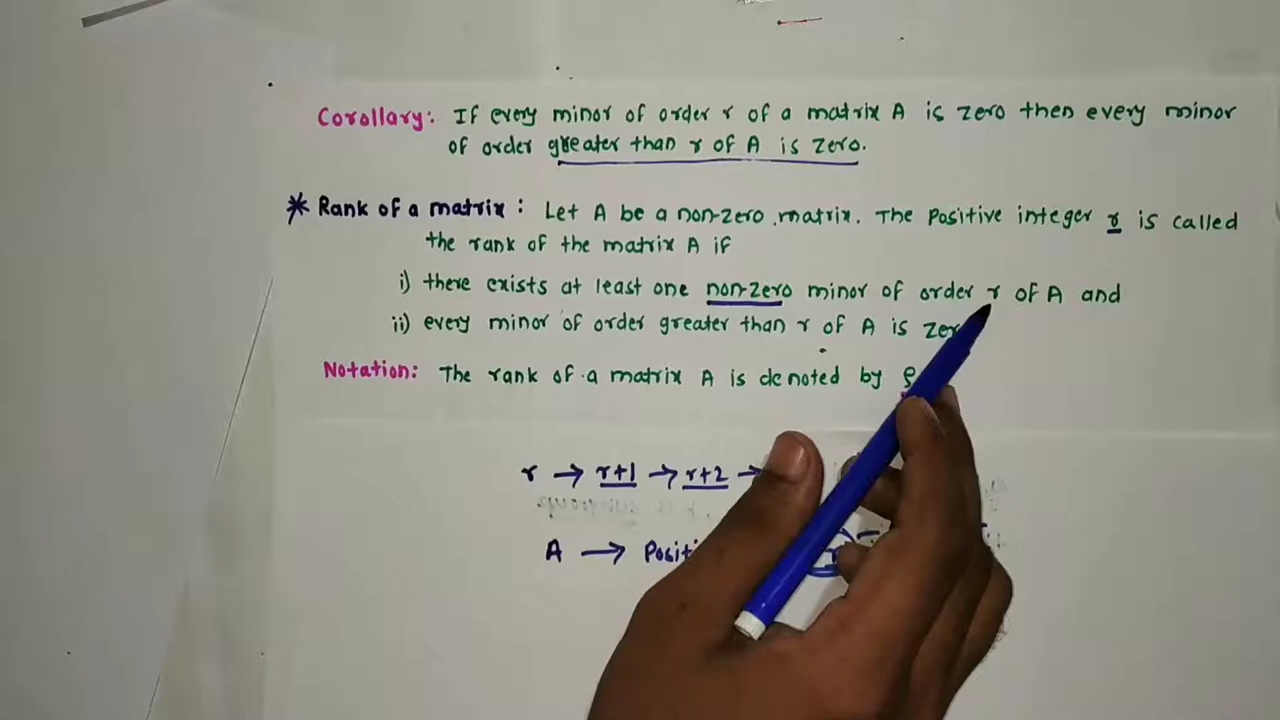 Corollary: If every minor of order r of a matrix A is zero then every minor
of order greater than r of A is zero.
* Rank of a matrix: Let A be a non-zero matrix. The positive integer r is called
the rank of the matrix A if
i) there exists at least one non-zero minor of order r of A and
ii) every minor of order greater than r of A is
Notation: The rank of a matrix A is denoted by ρ
r → r+1 → r+2 →
A →